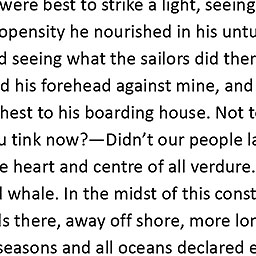 were best to strike a light, seeing
opensity he nourished in his untu
d seeing what the sailors did ther
d his forehead against mine, and
hest to his boarding house. Not t
u tink now?—Didn’t our people la
e heart and centre of all verdure.
l whale. In the midst of this const
ls there, away off shore, more lor
seasons and all oceans declared e